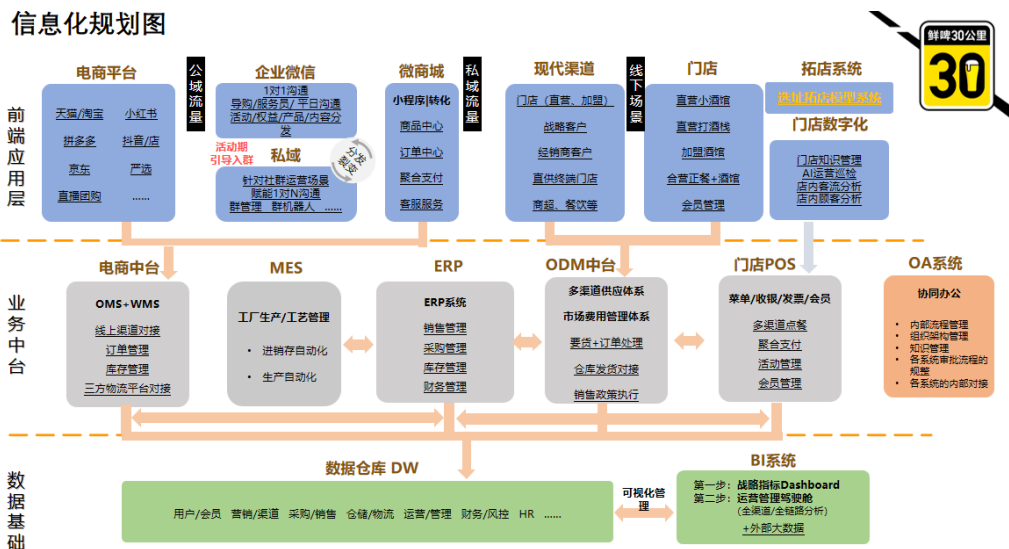 信息化规划图
鲜啤30公里
30
前端应用层
电商平台
天猫/淘宝
小红书
拼多多
抖音/店
京东
严选
直播团购
......
公域流量
企业微信
1对1沟通
导购/服务员/ 平日沟通
活动/权益/产品/内容分
发
活动期
引导入群
私域
分发
裂变
针对社群运营场景
赋能1对N沟通
群管理 群机器人 ......
微商城
小程序|转化
商品中心
订单中心
聚合支付
客服服务
私域流量
现代渠道
门店（直营、加盟）
战略客户
经销商客户
直供终端门店
商超、餐饮等
线下场景
门店
直营小酒馆
直营打酒栈
加盟酒馆
合营正餐+酒馆
会员管理
拓店系统
选址拓店模型系统
门店数字化
门店知识管理
AI运营巡检
店内客流分析
店内顾客分析
业务中台
电商中台
OMS+WMS
线上渠道对接
订单管理
库存管理
三方物流平台对接
MES
工厂生产/工艺管理
• 进销存自动化
• 生产自动化
ERP
ERP系统
销售管理
采购管理
库存管理
财务管理
ODM中台
多渠道供应体系
市场费用管理体系
要货+订单处理
仓库发货对接
销售政策执行
门店POS
菜单/收银/发票/会员
多渠道点餐
聚合支付
活动管理
会员管理
OA系统
协同办公
• 内部流程管理
• 组织架构管理
• 知识管理
• 各系统审批流程的
规整
• 各系统的内部对接
数据基础
数据仓库 DW
用户/会员 营销/渠道 采购/销售 仓储/物流 运营/管理 财务/风控 HR ......
可视化管
理
BI系统
第一步：战略指标Dashboard
第二步：运营管理驾驶舱
(全渠道/全链路分析)
+外部大数据